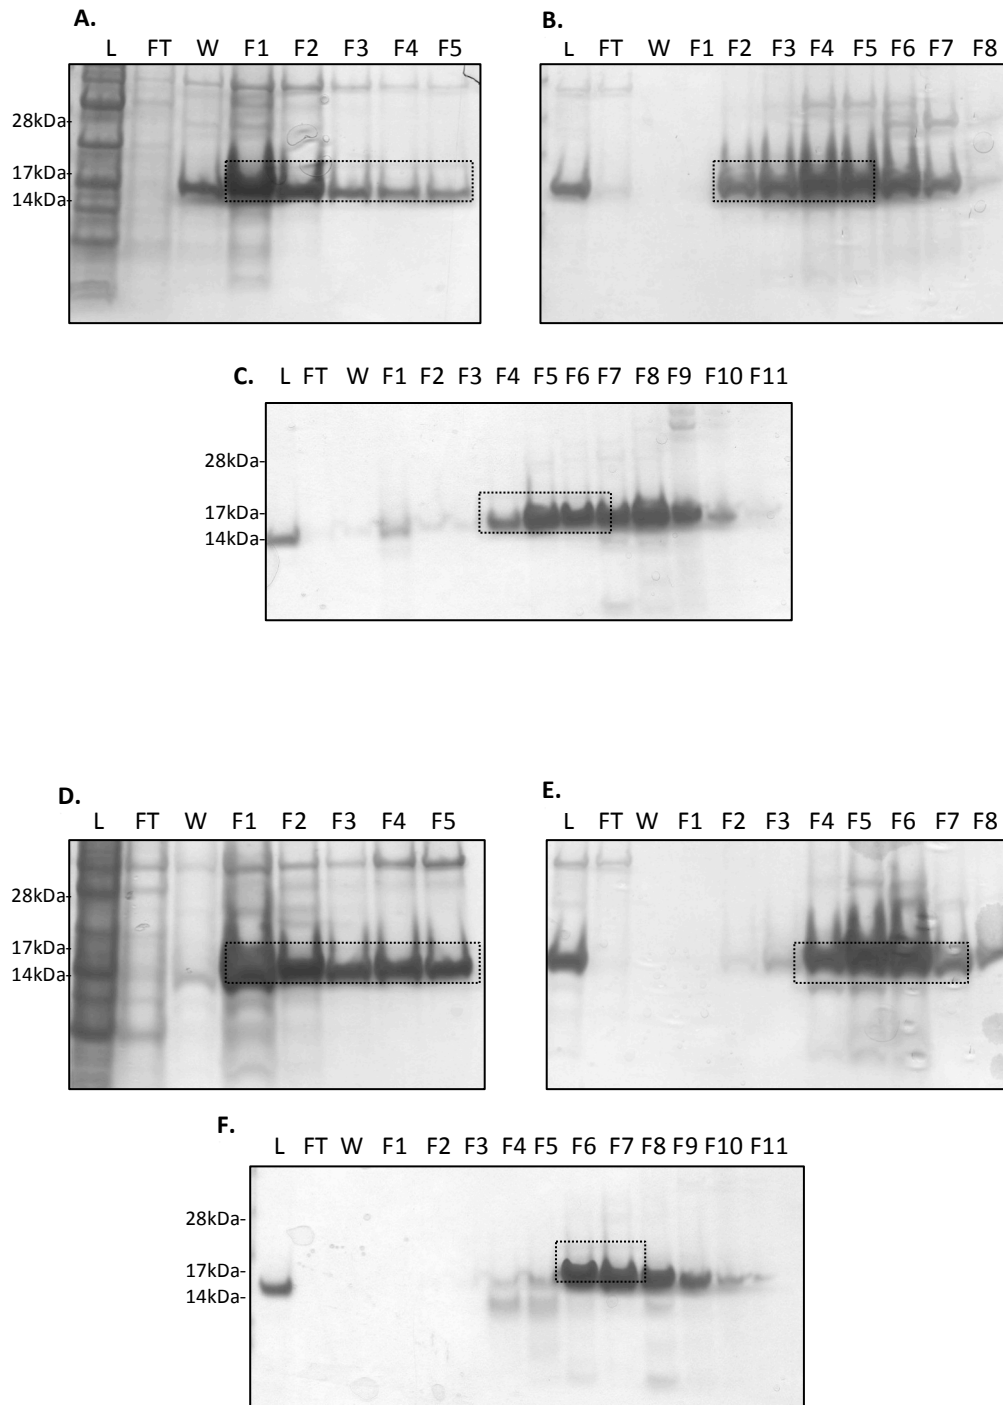 A.
L FT W F1 F2 F3 F4 F5
28kDa-
17kDa-
14kDa-
B.
L FT W F1 F2 F3 F4 F5 F6 F7 F8
C.
L FT W F1 F2 F3 F4 F5 F6 F7 F8 F9 F10 F11
28kDa-
17kDa-
14kDa-
D.
L FT W F1 F2 F3 F4 F5
28kDa-
17kDa-
14kDa-
E.
L FT W F1 F2 F3 F4 F5 F6 F7 F8
F.
L FT W F1 F2 F3 F4 F5 F6 F7 F8 F9 F10 F11
28kDa-
17kDa-
14kDa-